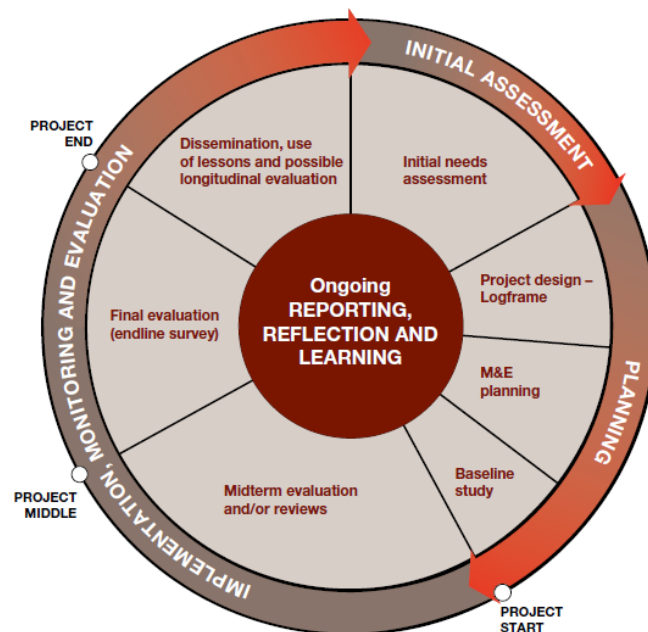 INITIAL ASSESSMENT
PLANNING
IMPLEMENTATION, MONITORING AND EVALUATION
PROJECT
END
PROJECT
MIDDLE
PROJECT
START
Dissemination, use
of lessons and possible
longitudinal evaluation
Initial needs
assessment
Project design –
Logframe
M&E
planning
Baseline
study
Midterm evaluation
and/or reviews
Final evaluation
(endline survey)
Ongoing
REPORTING,
REFLECTION AND
LEARNING